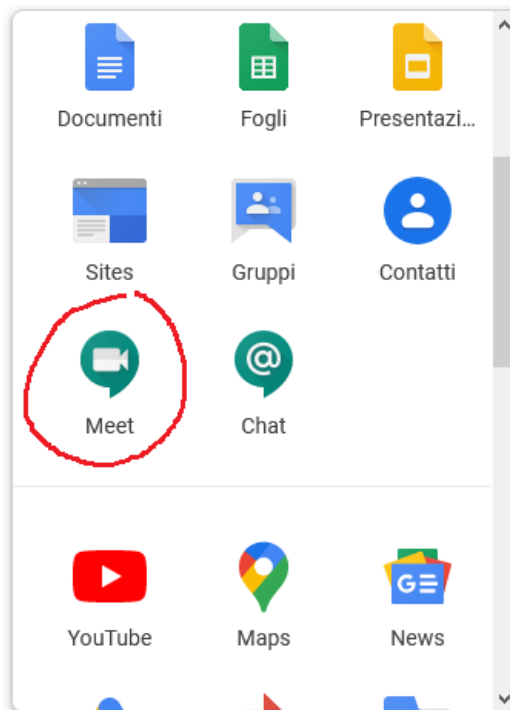 Documenti Fogli Presentazi...
Sites Gruppi Contatti
Meet @ Chat
YouTube Maps News